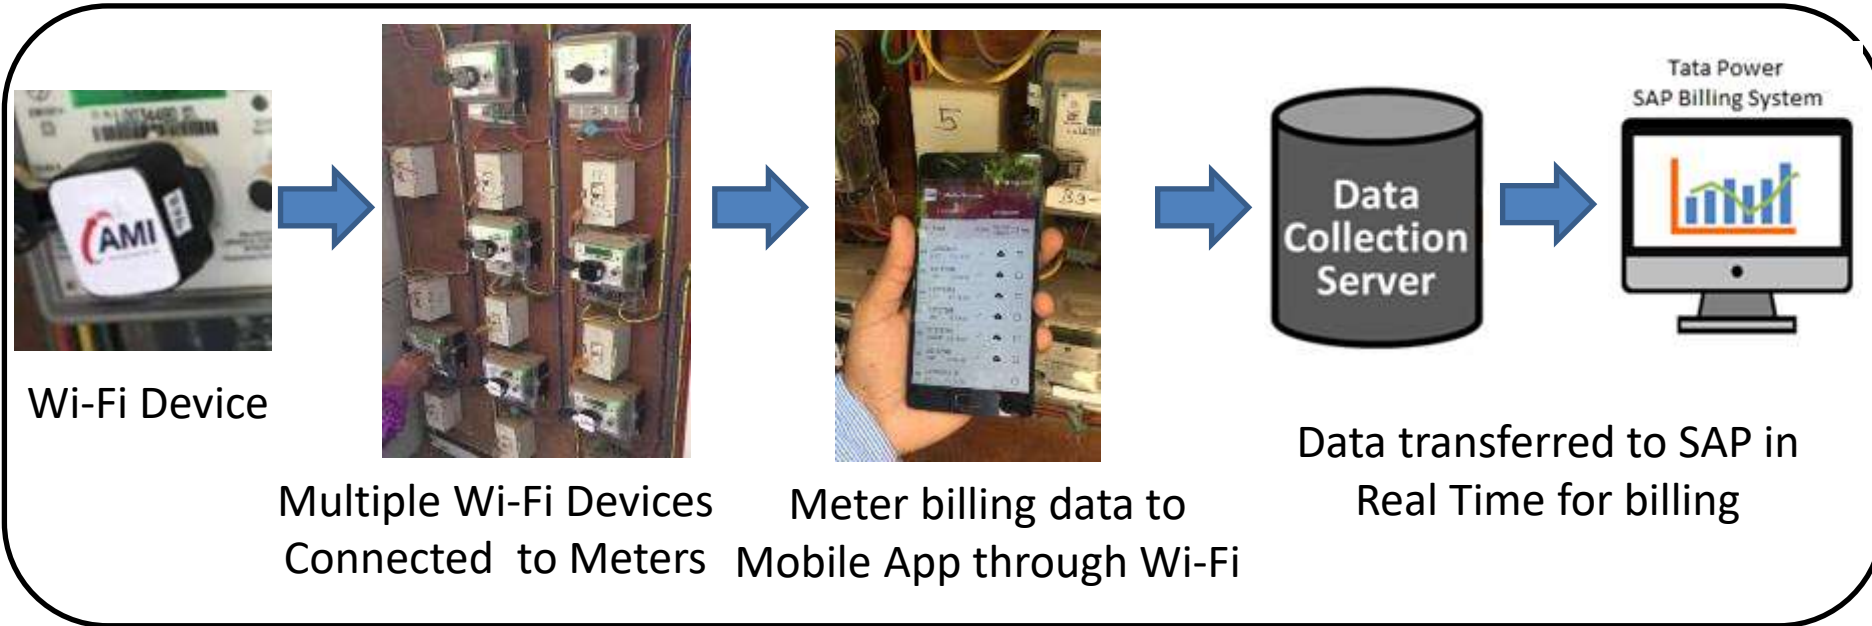 AMI
Wi-Fi Device
Multiple Wi-Fi Devices
Connected to Meters
5
Meter billing data to
Mobile App through Wi-Fi
Data
Collection
Server
Tata Power
SAP Billing System
Data transferred to SAP in
Real Time for billing